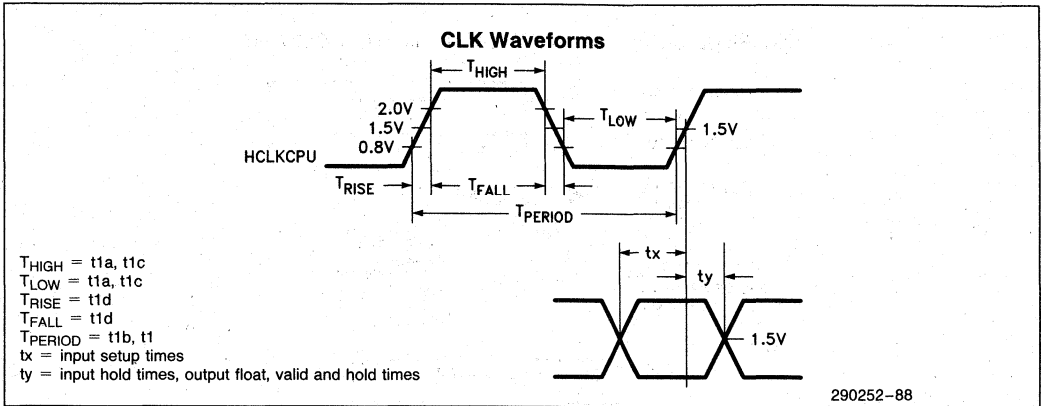 CLK Waveforms
THIGH
2.0V
1.5V
0.8V
TLOW
1.5V
HCLKCPU
TRISE
TFALL
TPERIOD
tx
ty
1.5V
THIGH = t1a, t1c
TLOW = t1a, t1c
TRISE = t1d
TFALL = t1d
TPERIOD = t1b, t1
tx = input setup times
ty = input hold times, output float, valid and hold times
290252-88